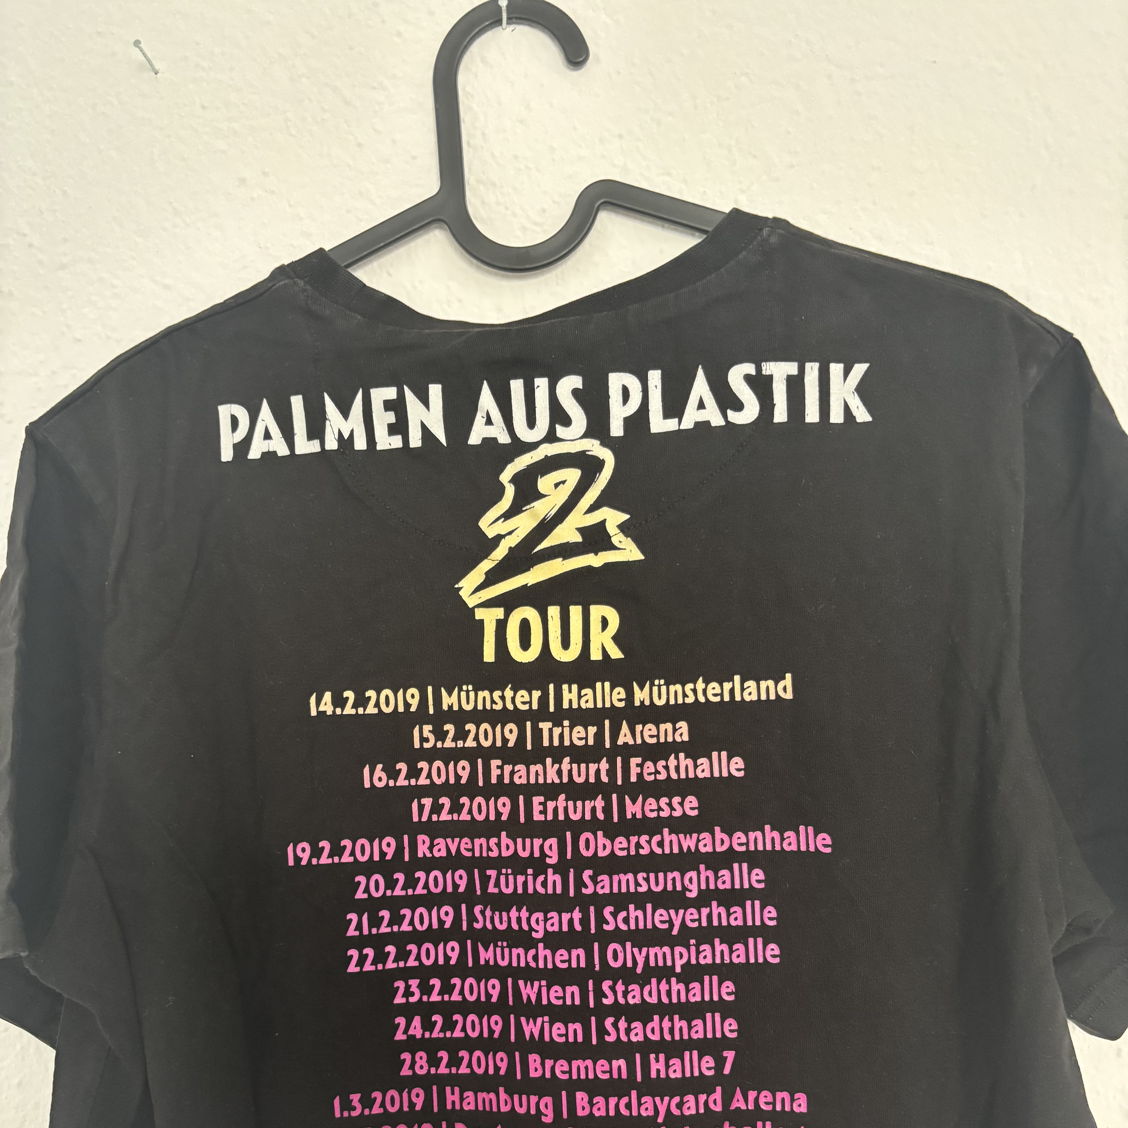 PALMEN AUS PLASTIK
2
TOUR
14.2.2019 | Münster | Halle Münsterland
15.2.2019 | Trier | Arena
16.2.2019 | Frankfurt | Festhalle
17.2.2019 | Erfurt | Messe
19.2.2019 | Ravensburg | Oberschwabenhalle
20.2.2019 | Zürich | Samsunghalle
21.2.2019 | Stuttgart | Schleyerhalle
22.2.2019 | München | Olympiahalle
23.2.2019 | Wien | Stadthalle
24.2.2019 | Wien | Stadthalle
28.2.2019 | Bremen | Halle 7
1.3.2019 | Hamburg | Barclaycard Arena